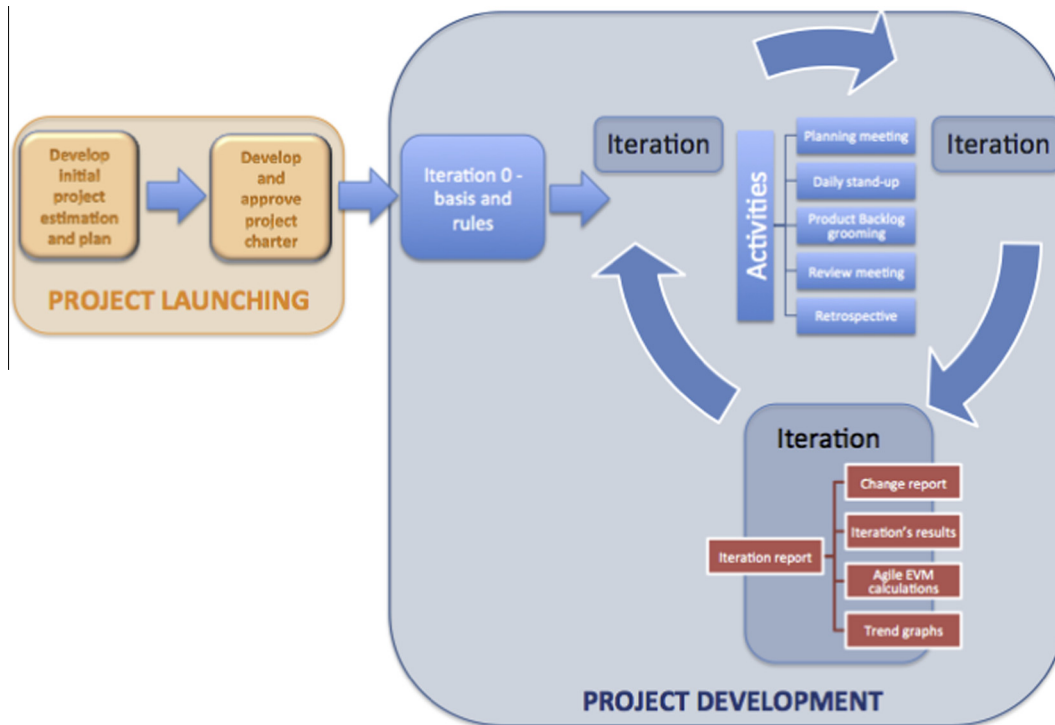 Develop
initial
project
estimation
and plan
Develop
and
approve
project
charter
PROJECT LAUNCHING
Iteration 0 -
basis and
rules
Iteration
Activities
Planning meeting
Daily stand-up
Product Backlog
grooming
Review meeting
Retrospective
Iteration
Iteration
Iteration report
Change report
Iteration's results
Agile EVM
calculations
Trend graphs
PROJECT DEVELOPMENT